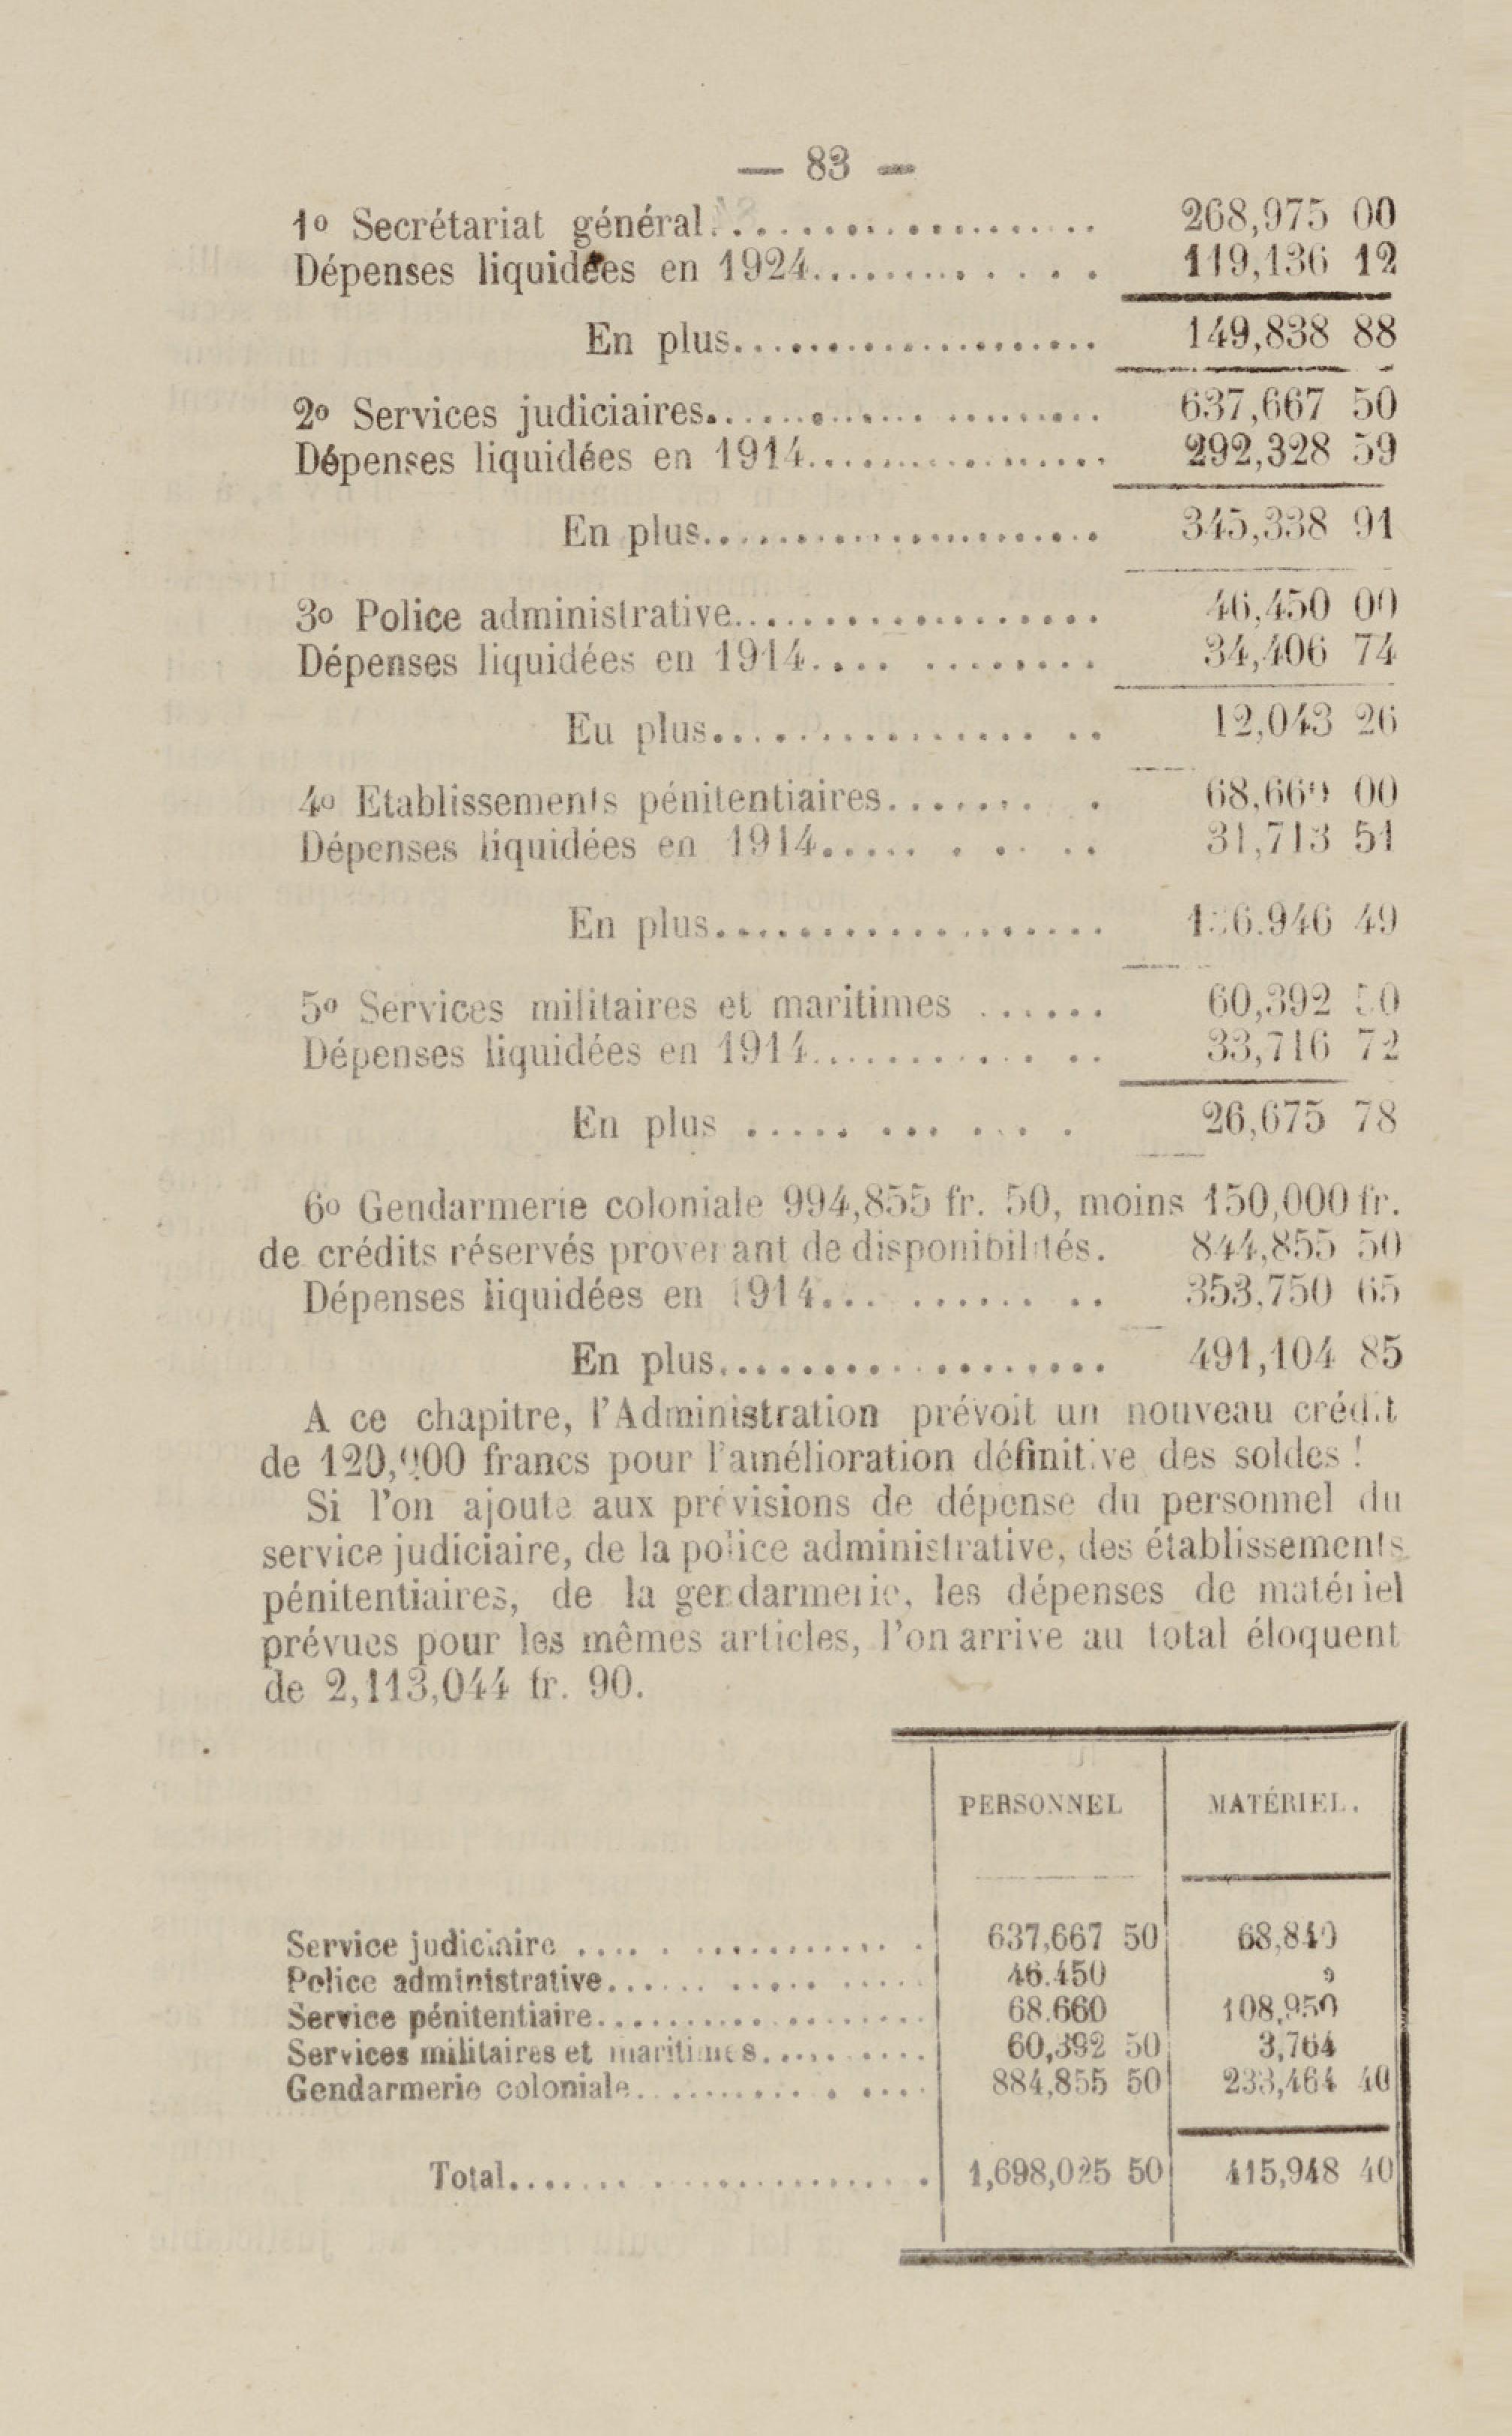 — 83 —
1º Secrétariat général.................... 268,975 00
Dépenses liquidées en 1924............... 119,136 12
En plus.................... 149,838 88
2º Services judiciaires.................... 637,667 50
Dépenses liquidées en 1914................ 292,328 59
En plus...................... 345,338 91
3º Police administrative................... 46,450 00
Dépenses liquidées en 1914.... ......... 34,406 74
Eu plus................. .. 12,043 26
4º Etablissements pénitentiaires........ . 68,660 00
Dépenses liquidées en 1914..... . .. .. 31,713 51
En plus................... 136.946 49
5º Services militaires et maritimes ...... 60,392 50
Dépenses liquidées en 1914............ .. 33,716 72
En plus ..... ... ... . 26,675 78
6º Gendarmerie coloniale 994,855 fr. 50, moins 150,000 fr.
de crédits réservés provenant de disponibilités. 844,855 50
Dépenses liquidées en 1914... ....... .. 353,750 65
En plus................... 491,104 85
A ce chapitre, l'Administration prévoit un nouveau crédit
de 120,000 francs pour l'amélioration définitive des soldes !
Si l'on ajoute aux prévisions de dépense du personnel du
service judiciaire, de la police administrative, des établissements
pénitentiaires, de la gendarmerie, les dépenses de matériel
prévues pour les mêmes articles, l'on arrive au total éloquent
de 2,113,044 fr. 90.
PERSONNEL MATÉRIEL.
Service judiciaire .... . ............ . 637,667 50 68,840
Police administrative...... ..... ..... 46.450 »
Service pénitentiaire.................. 68.660 108,950
Services militaires et maritimes.......... 60,392 50 3,764
Gendarmerie coloniale........... . .... 884,855 50 233,464 40
Total....... ............... 1,698,025 50 415,948 40